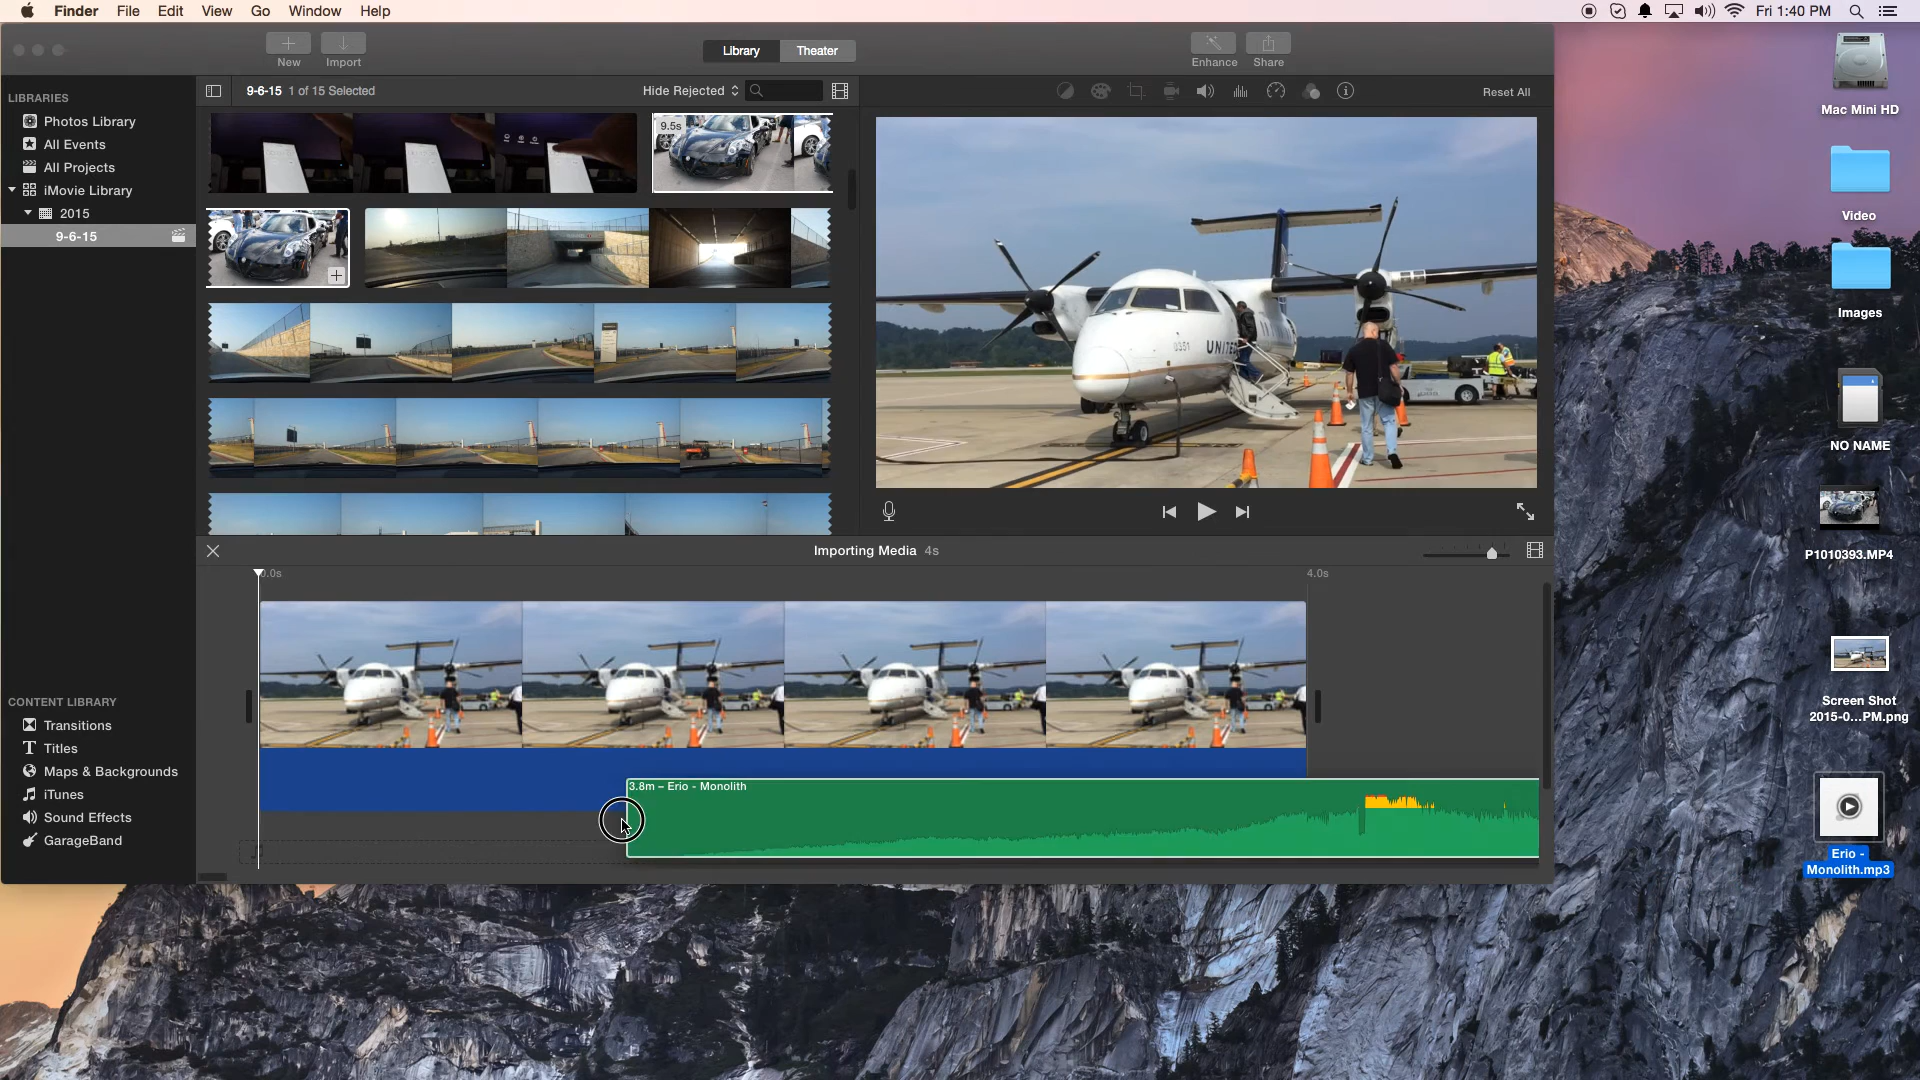 Finder File Edit View Go Window Help
Fri 1:40 PM
New
Import
Library
Theater
Enhance
Share
LIBRARIES
Photos Library
All Events
All Projects
iMovie Library
2015
9-6-15
9-6-15 1 of 15 Selected
Hide Rejected
Reset All
9.5s
UNITED
Importing Media 4s
0.0s
4.0s
3.8m – Erio - Monolith
CONTENT LIBRARY
Transitions
Titles
Maps & Backgrounds
iTunes
Sound Effects
GarageBand
Mac Mini HD
Video
Images
NO NAME
P1010393.MP4
Screen Shot
2015-0...PM.png
Erio -
Monolith.mp3